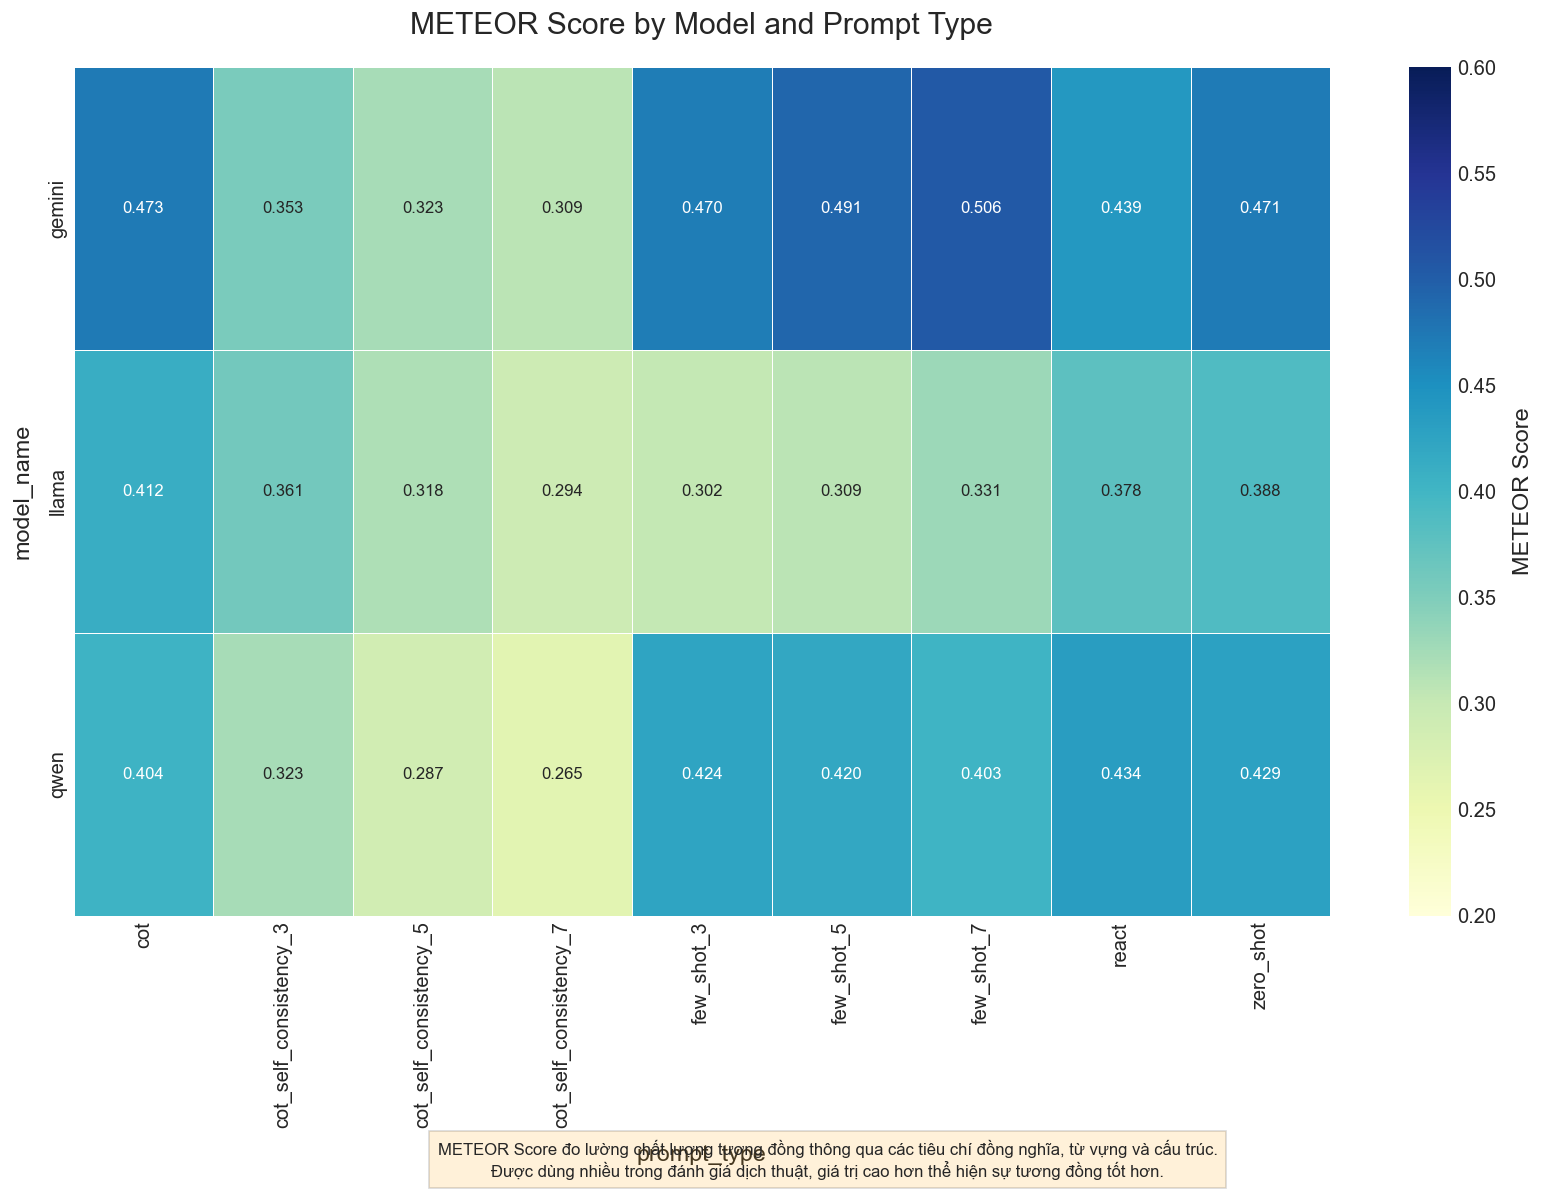 METEOR Score by Model and Prompt Type
model_name
gemini
0.473 0.353 0.323 0.309 0.470 0.491 0.506 0.439 0.471
llama
0.412 0.361 0.318 0.294 0.302 0.309 0.331 0.378 0.388
qwen
0.404 0.323 0.287 0.265 0.424 0.420 0.403 0.434 0.429
cot
cot_self_consistency_3
cot_self_consistency_5
cot_self_consistency_7
few_shot_3
few_shot_5
few_shot_7
react
zero_shot
prompt_type
0.60
0.55
0.50
0.45
0.40
0.35
0.30
0.25
0.20
METEOR Score
METEOR Score đo lường chất lượng tương đồng thông qua các tiêu chí đồng nghĩa, từ vựng và cấu trúc.
Được dùng nhiều trong đánh giá dịch thuật, giá trị cao hơn thể hiện sự tương đồng tốt hơn.